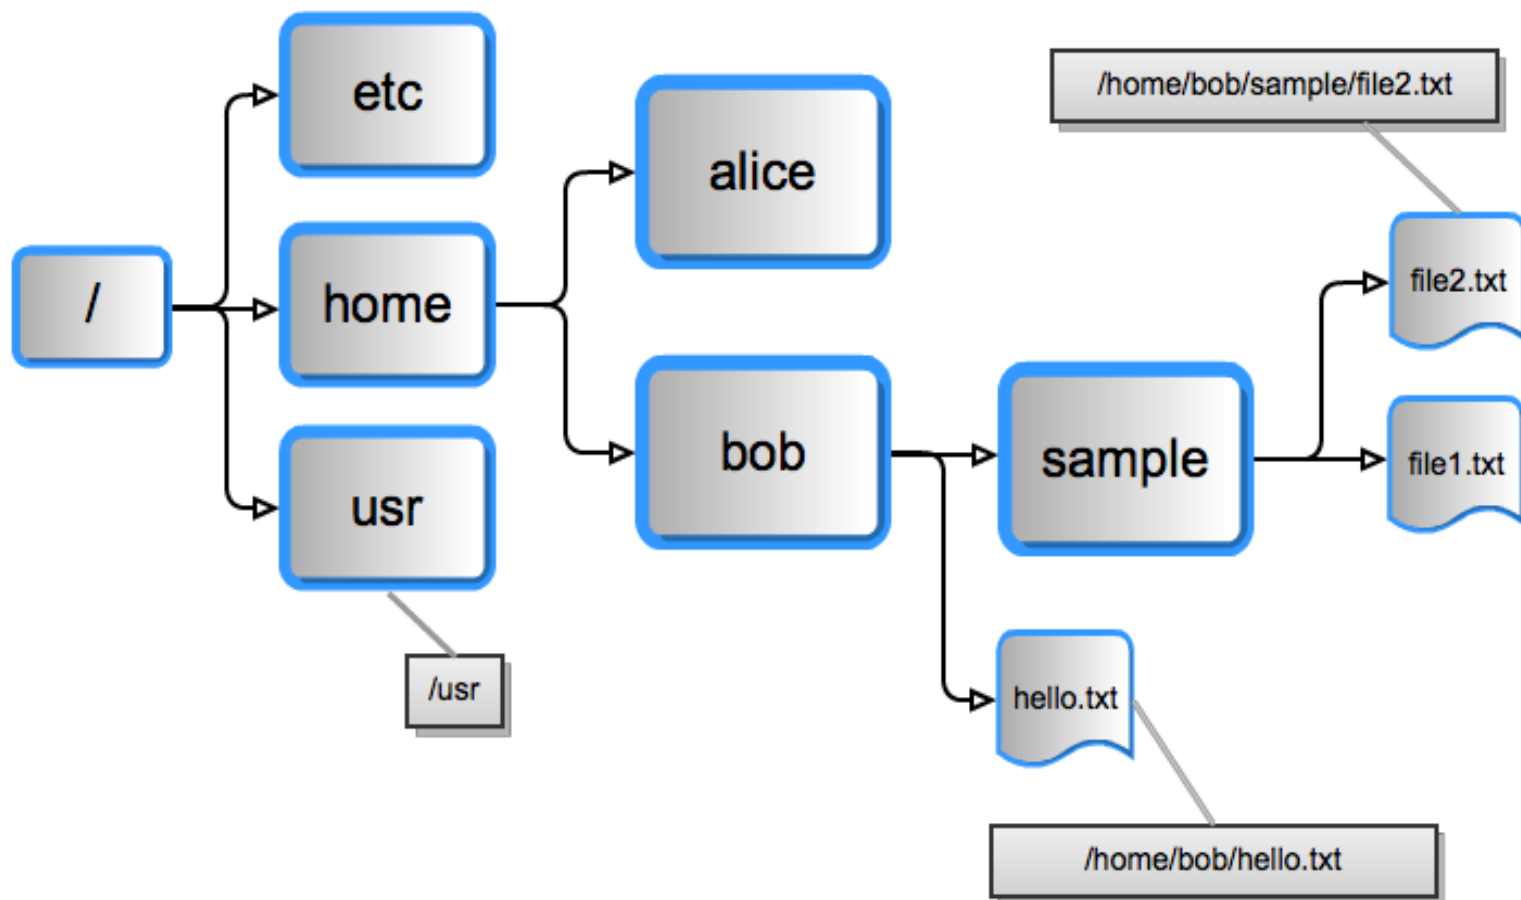 etc
/home/bob/sample/file2.txt
alice
file2.txt
/
home
bob
sample
file1.txt
usr
/usr
hello.txt
/home/bob/hello.txt